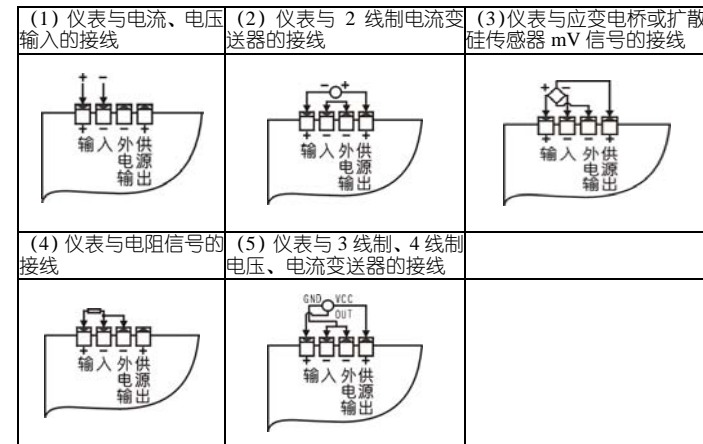 (1) 仪表与电流、电压
输入的接线
(2) 仪表与 2 线制电流变
送器的接线
(3)仪表与应变电桥或扩散
硅传感器 mV 信号的接线
+ -
+ - - +
输入 外供
电源
输出
- +
+ - - +
输入 外供
电源
输出
+ -
+ - - +
输入 外供
电源
输出
(4) 仪表与电阻信号的
接线
(5) 仪表与 3 线制、4 线制
电压、电流变送器的接线
+ - - +
输入 外供
电源
输出
GND VCC
OUT
+ - - +
输入 外供
电源
输出